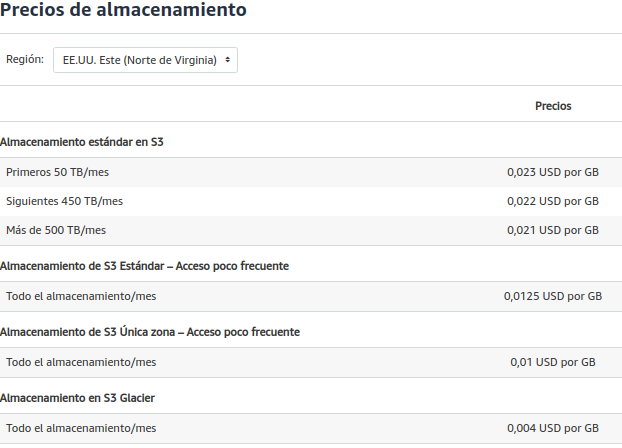 Precios de almacenamiento
Región: EE.UU. Este (Norte de Virginia)
Precios
Almacenamiento estándar en S3
Primeros 50 TB/mes 0,023 USD por GB
Siguientes 450 TB/mes 0,022 USD por GB
Más de 500 TB/mes 0,021 USD por GB
Almacenamiento de S3 Estándar – Acceso poco frecuente
Todo el almacenamiento/mes 0,0125 USD por GB
Almacenamiento de S3 Única zona – Acceso poco frecuente
Todo el almacenamiento/mes 0,01 USD por GB
Almacenamiento en S3 Glacier
Todo el almacenamiento/mes 0,004 USD por GB